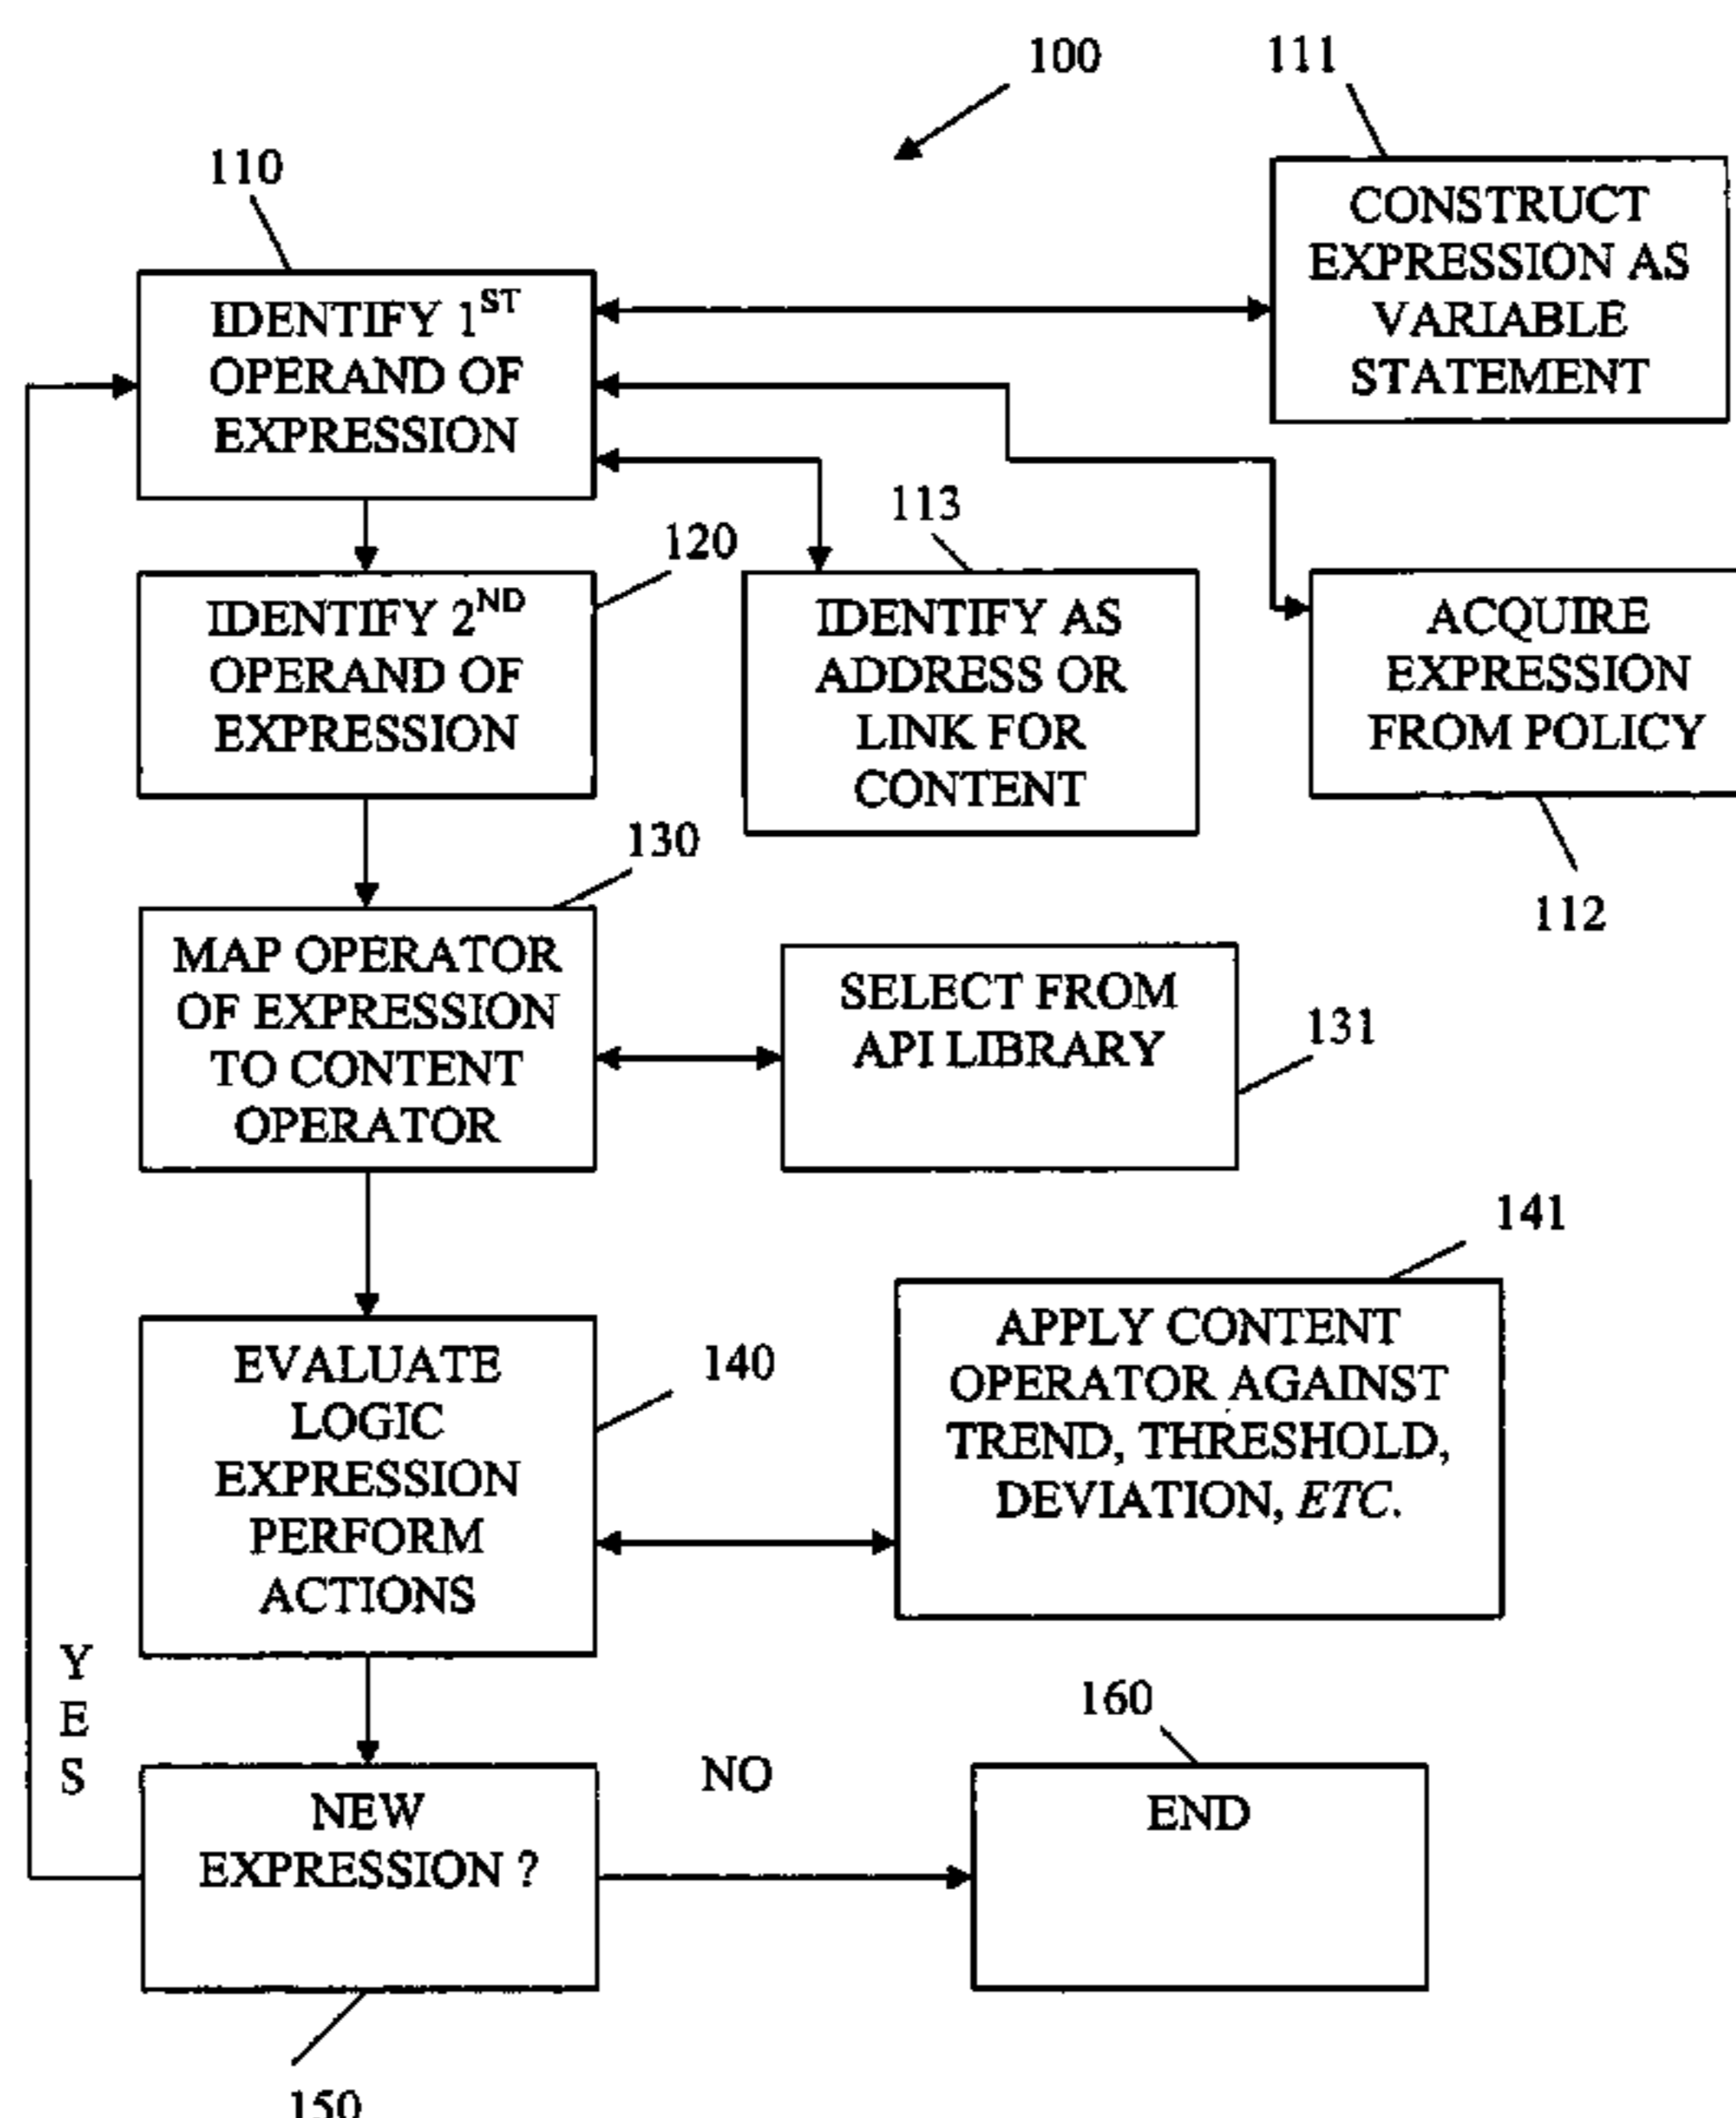 100
111
110
CONSTRUCT
EXPRESSION AS
VARIABLE
STATEMENT
IDENTIFY 1ST
OPERAND OF
EXPRESSION
113
120
IDENTIFY 2ND
OPERAND OF
EXPRESSION
IDENTIFY AS
ADDRESS OR
LINK FOR
CONTENT
ACQUIRE
EXPRESSION
FROM POLICY
130
112
MAP OPERATOR
OF EXPRESSION
TO CONTENT
OPERATOR
SELECT FROM
API LIBRARY
131
141
EVALUATE
LOGIC
EXPRESSION
PERFORM
ACTIONS
140
APPLY CONTENT
OPERATOR AGAINST
TREND, THRESHOLD,
DEVIATION, ETC.
Y
E
S
160
NEW
EXPRESSION ?
NO
END
150